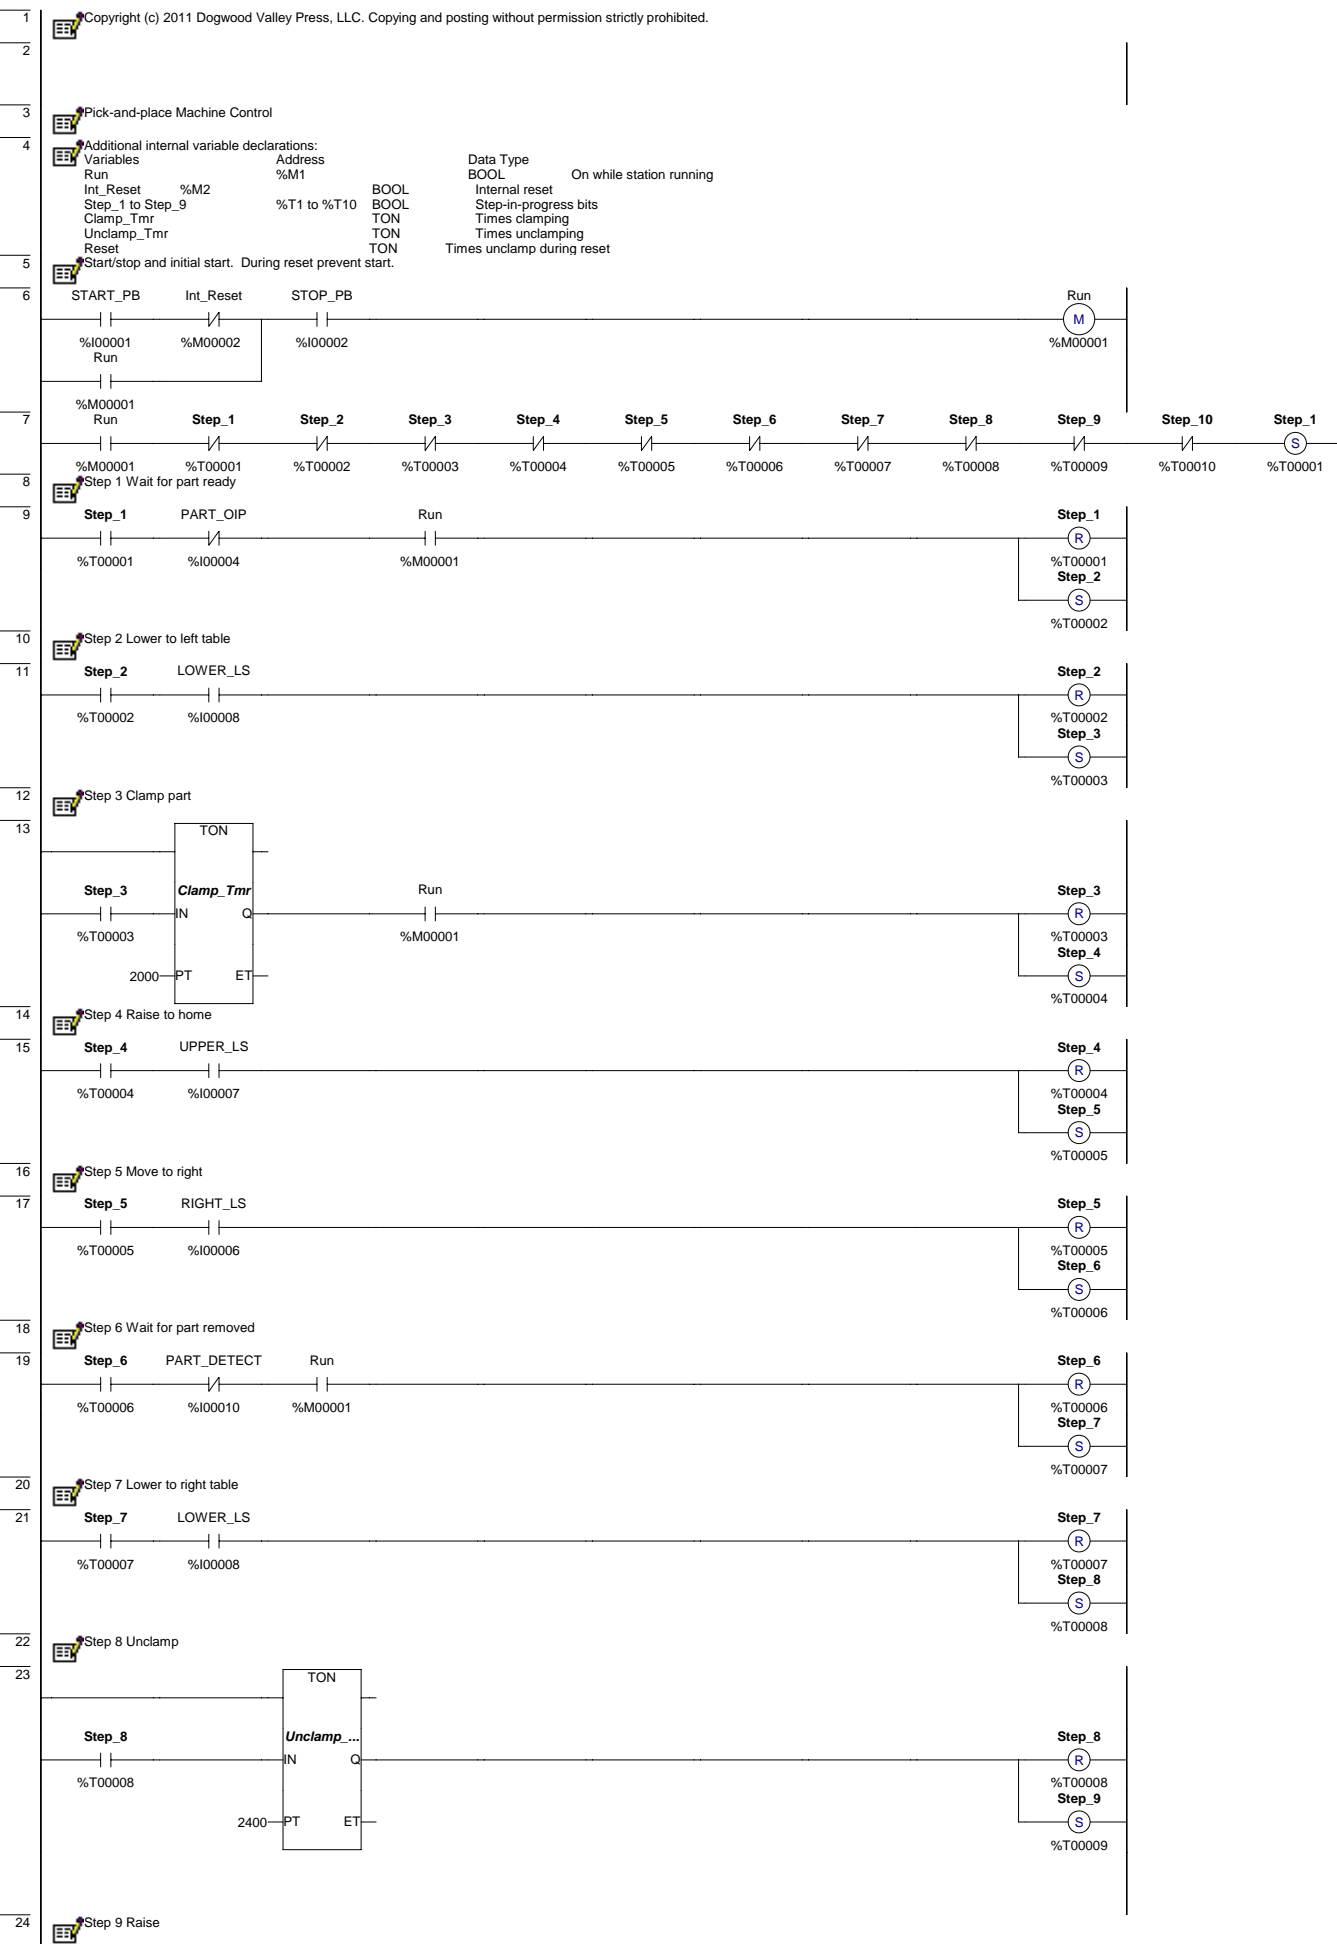 1 Copyright (c) 2011 Dogwood Valley Press, LLC. Copying and posting without permission strictly prohibited.
2
3 Pick-and-place Machine Control
4 Additional internal variable declarations:
Variables Address Data Type
Run %M1 BOOL On while station running
Int_Reset %M2 BOOL Internal reset
Step_1 to Step_9 %T1 to %T10 BOOL Step-in-progress bits
Clamp_Tmr TON Times clamping
Unclamp_Tmr TON Times unclamping
Reset TON Times unclamp during reset
5 Start/stop and initial start. During reset prevent start.
6 START_PB Int_Reset STOP_PB Run
M
%I00001 %M00002 %I00002 %M00001
Run
%M00001
7 Run Step_1 Step_2 Step_3 Step_4 Step_5 Step_6 Step_7 Step_8 Step_9 Step_10 Step_1
S
%M00001 %T00001 %T00002 %T00003 %T00004 %T00005 %T00006 %T00007 %T00008 %T00009 %T00010 %T00001
8 Step 1 Wait for part ready
9 Step_1 PART_OIP Run Step_1
R
%T00001 %I00004 %M00001 %T00001
Step_2
S
%T00002
10 Step 2 Lower to left table
11 Step_2 LOWER_LS Step_2
R
%T00002 %I00008 %T00002
Step_3
S
%T00003
12 Step 3 Clamp part
13 TON
Step_3 Clamp_Tmr Run Step_3
IN Q R
%T00003 %M00001 %T00003
Step_4
2000 PT ET S
%T00004
14 Step 4 Raise to home
15 Step_4 UPPER_LS Step_4
R
%T00004 %I00007 %T00004
Step_5
S
%T00005
16 Step 5 Move to right
17 Step_5 RIGHT_LS Step_5
R
%T00005 %I00006 %T00005
Step_6
S
%T00006
18 Step 6 Wait for part removed
19 Step_6 PART_DETECT Run Step_6
R
%T00006 %I00010 %M00001 %T00006
Step_7
S
%T00007
20 Step 7 Lower to right table
21 Step_7 LOWER_LS Step_7
R
%T00007 %I00008 %T00007
Step_8
S
%T00008
22 Step 8 Unclamp
23 TON
Step_8 Unclamp_... Step_8
IN Q R
%T00008 %T00008
Step_9
2400 PT ET S
%T00009
24 Step 9 Raise